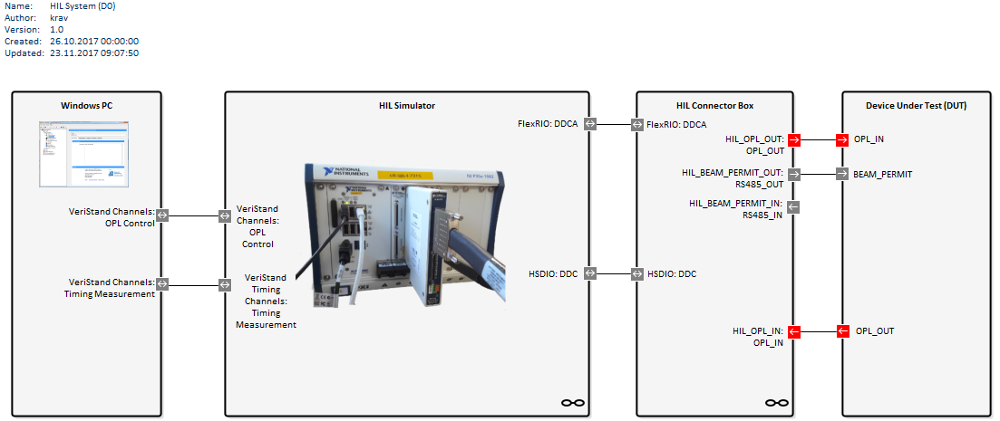 Name: HIL System (D0)
Author: krav
Version: 1.0
Created: 26.10.2017 00:00:00
Updated: 23.11.2017 09:07:50
Windows PC
VeriStand Channels:
OPL Control
VeriStand Channels:
Timing Measurement
HIL Simulator
VeriStand
Channels:
OPL
Control
VeriStand
Timing
Channels:
Timing
Measurement
NATIONAL
INSTRUMENTS
FlexRIO: DDCA
HSDIO: DDC
HIL Connector Box
FlexRIO: DDCA
HSDIO: DDC
HIL_OPL_OUT:
OPL_OUT
HIL_BEAM_PERMIT_OUT:
RS485_OUT
HIL_BEAM_PERMIT_IN:
RS485_IN
HIL_OPL_IN:
OPL_IN
Device Under Test (DUT)
OPL_IN
BEAM_PERMIT
OPL_OUT